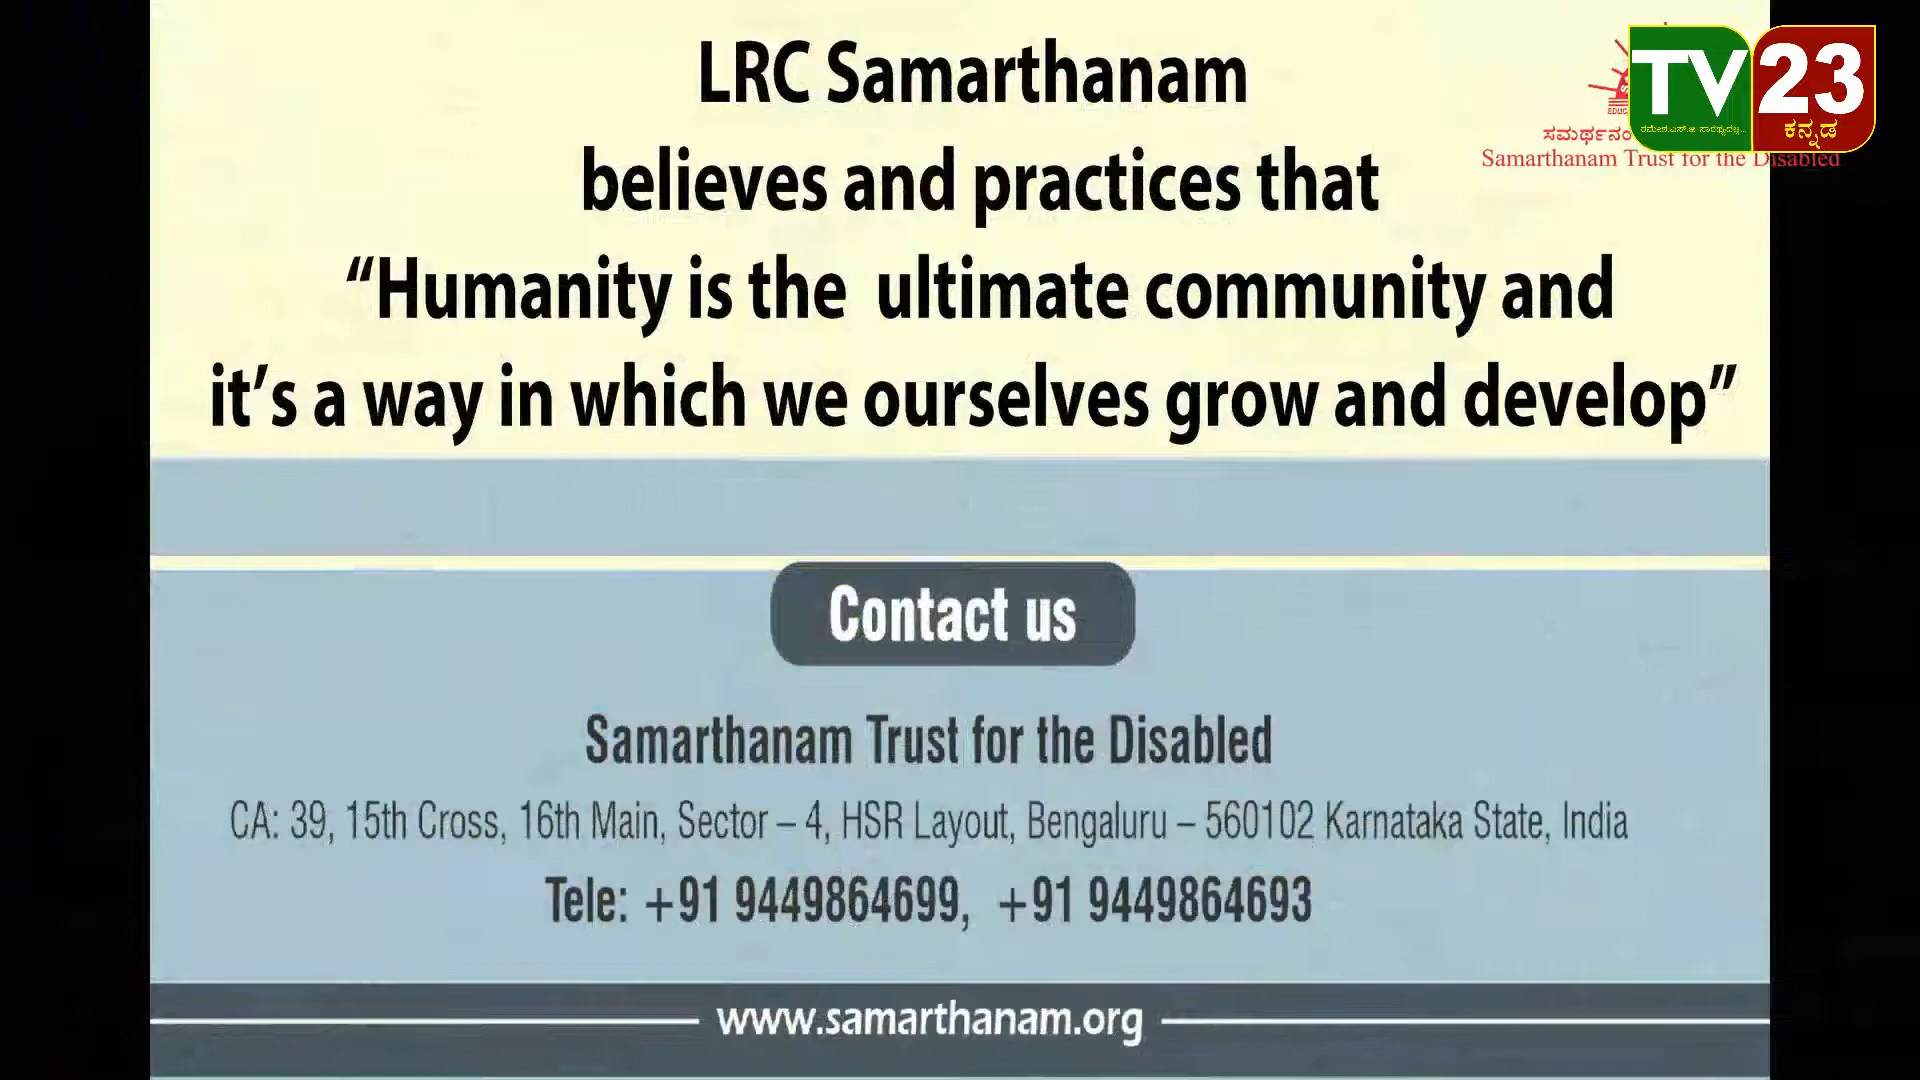 LRC Samarthanam
believes and practices that
“Humanity is the ultimate community and
it’s a way in which we ourselves grow and develop”
TV23
ಕನ್ನಡ
ಸಮರ್ಥನಂ
Samarthanam Trust for the Disabled
Contact us
Samarthanam Trust for the Disabled
CA: 39, 15th Cross, 16th Main, Sector – 4, HSR Layout, Bengaluru – 560102 Karnataka State, India
Tele: +91 9449864699, +91 9449864693
www.samarthanam.org